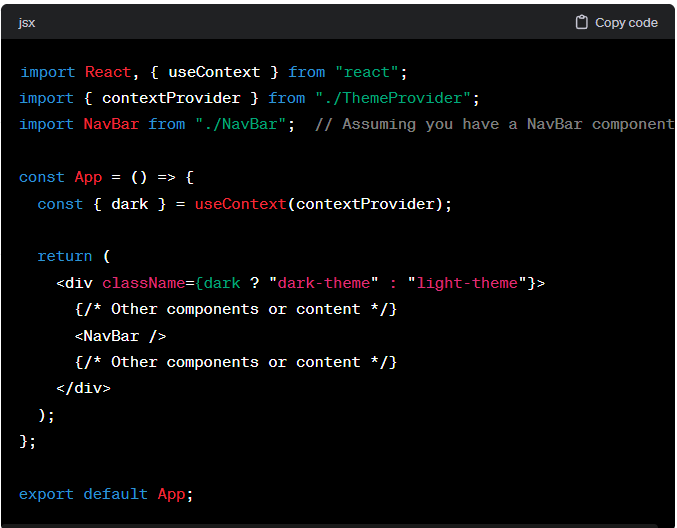 jsx
Copy code
import React, { useContext } from "react";
import { contextProvider } from "./ThemeProvider";
import NavBar from "./NavBar";  // Assuming you have a NavBar component
const App = () => {
  const { dark } = useContext(contextProvider);
  return (
    <div className={dark ? "dark-theme" : "light-theme"}>
      {/* Other components or content */}
      <NavBar />
      {/* Other components or content */}
    </div>
  );
};
export default App;